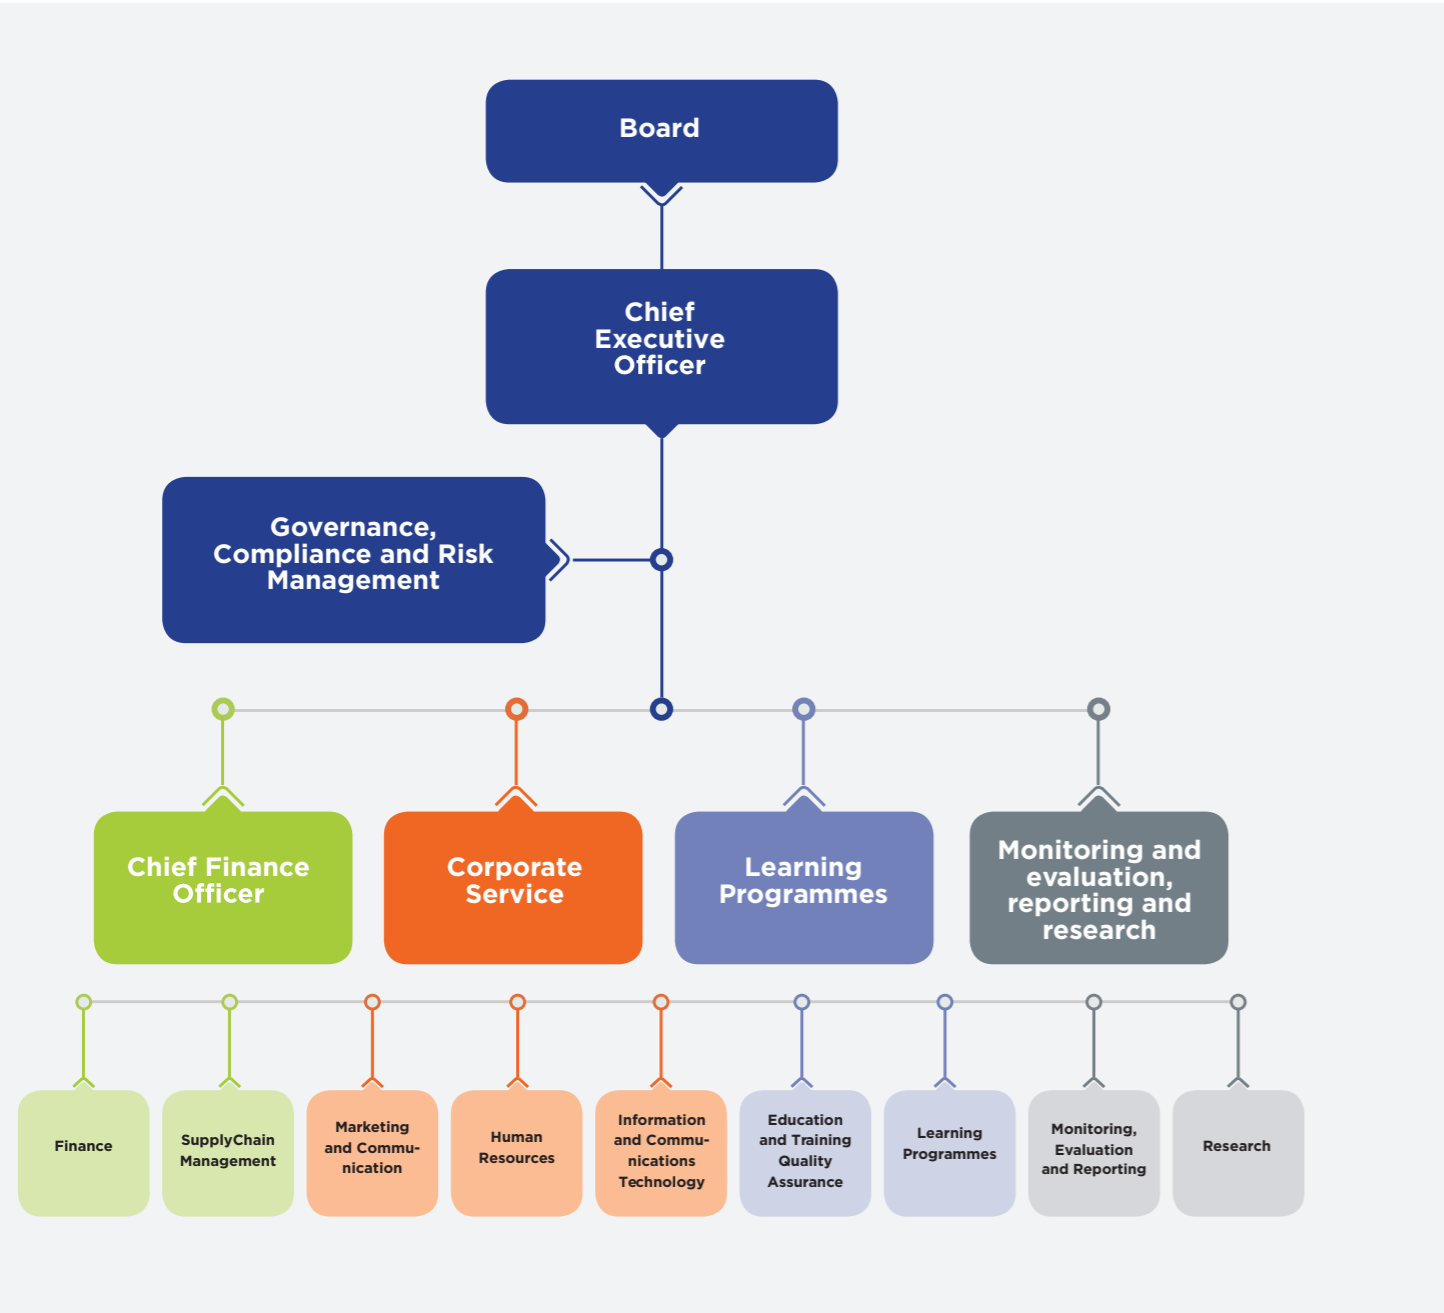 Board
Chief
Executive
Officer
Governance,
Compliance and Risk
Management
Chief Finance
Officer
Corporate
Service
Learning
Programmes
Monitoring and
evaluation,
reporting and
research
Finance
SupplyChain
Management
Marketing
and Commu-
nication
Human
Resources
Information
and Commu-
nications
Technology
Education
and Training
Quality
Assurance
Learning
Programmes
Monitoring,
Evaluation
and Reporting
Research